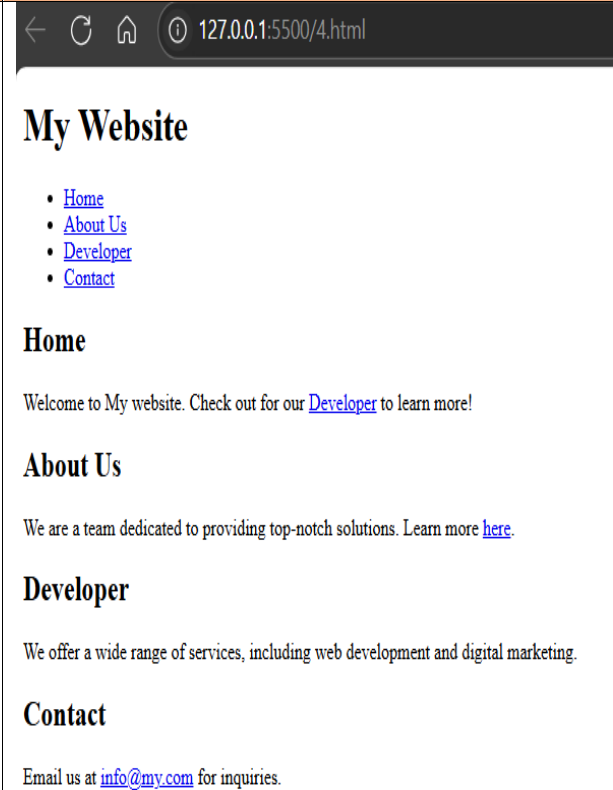 127.0.0.1:5500/4.html
My Website
Home
About Us
Developer
Contact
Home
Welcome to My website. Check out for our Developer to learn more!
About Us
We are a team dedicated to providing top-notch solutions. Learn more here.
Developer
We offer a wide range of services, including web development and digital marketing.
Contact
Email us at info@my.com for inquiries.